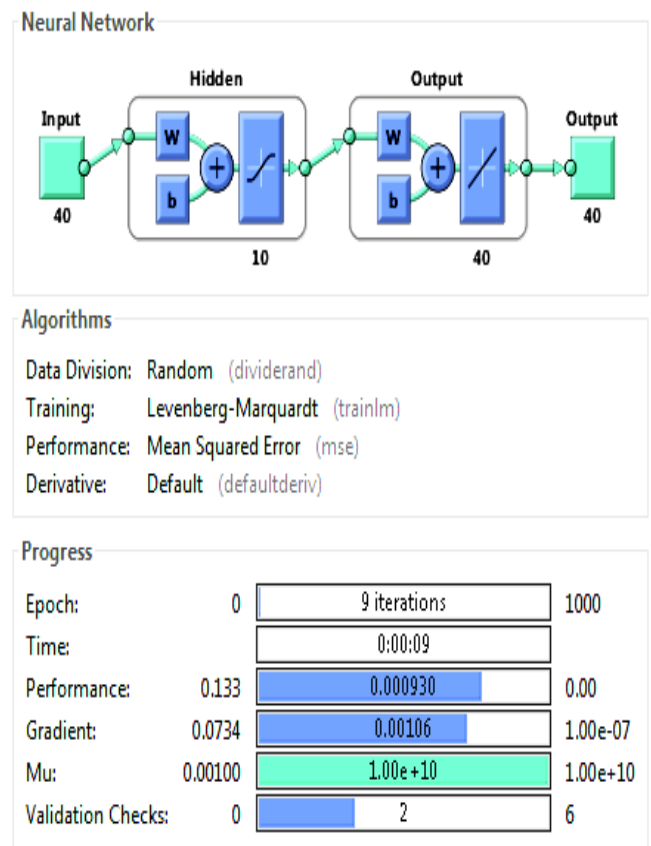 Neural Network
Hidden
Output
Input
Output
W
b
+
W
b
+
40
10
40
40
Algorithms
Data Division: Random (dividerand)
Training: Levenberg-Marquardt (trainlm)
Performance: Mean Squared Error (mse)
Derivative: Default (defaultderiv)
Progress
Epoch: 0 9 iterations 1000
Time: 0:00:09
Performance: 0.133 0.000930 0.00
Gradient: 0.0734 0.00106 1.00e-07
Mu: 0.00100 1.00e+10 1.00e+10
Validation Checks: 0 2 6